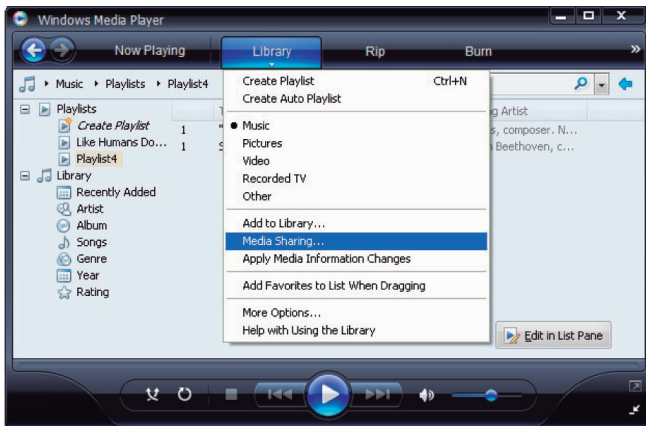 Windows Media Player
Now Playing Library Rip Burn »
Music Playlists Playlist4
Create Playlist Ctrl+N
Create Auto Playlist
Music
Pictures
Video
Recorded TV
Other
Add to Library...
Media Sharing...
Apply Media Information Changes
Add Favorites to List When Dragging
More Options...
Help with Using the Library
Playlists
Create Playlist
Like Humans Do...
Playlist4
Library
Recently Added
Artist
Album
Songs
Genre
Year
Rating
1
1
Artist
s, composer. N...
Beethoven, c...
Edit in List Pane